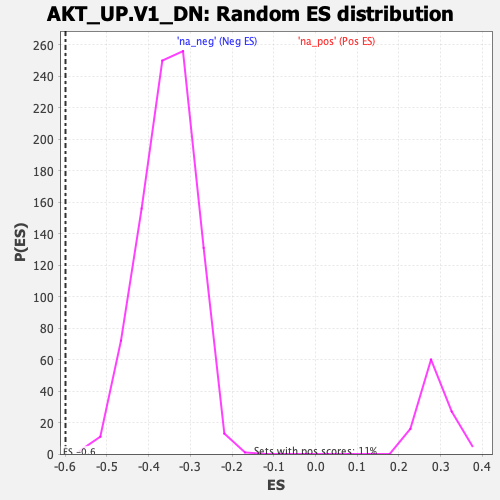 AKT_UP.V1_DN: Random ES distribution
'na_neg' (Neg ES)
'na_pos' (Pos ES)
260
240
220
200
180
160
140
120
100
80
60
40
20
0
P(ES)
ES -0.6
Sets with pos scores: 11%
-0.6 -0.5 -0.4 -0.3 -0.2 -0.1 0.0 0.1 0.2 0.3 0.4
ES